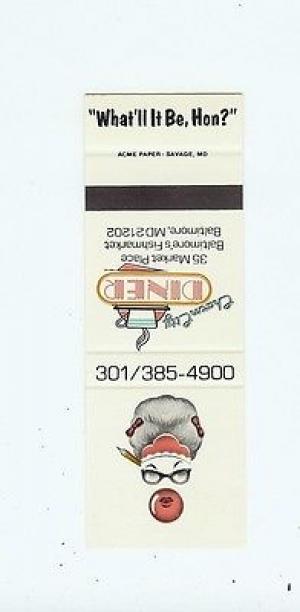 "What'll It Be, Hon?"
ACME PAPER - SAVAGE, MD
35 Market Place
Baltimore's Fishmarket
Baltimore, MD 21202
Charm City
DINER
301/385-4900